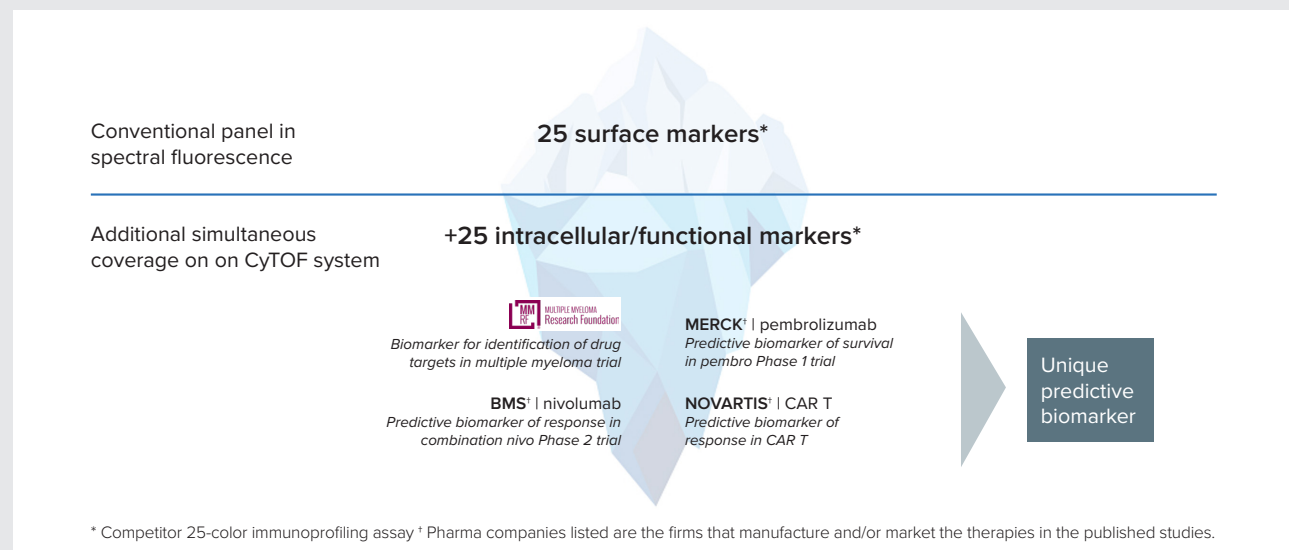 Conventional panel in
spectral fluorescence
25 surface markers*
Additional simultaneous
coverage on on CyTOF system
+25 intracellular/functional markers*
MM
RF
MULTIPLE MYELOMA
Research Foundation
Biomarker for identification of drug
targets in multiple myeloma trial
MERCK† | pembrolizumab
Predictive biomarker of survival
in pembro Phase 1 trial
BMS† | nivolumab
Predictive biomarker of response in
combination nivo Phase 2 trial
NOVARTIS† | CAR T
Predictive biomarker of
response in CAR T
Unique
predictive
biomarker
* Competitor 25-color immunoprofiling assay † Pharma companies listed are the firms that manufacture and/or market the therapies in the published studies.